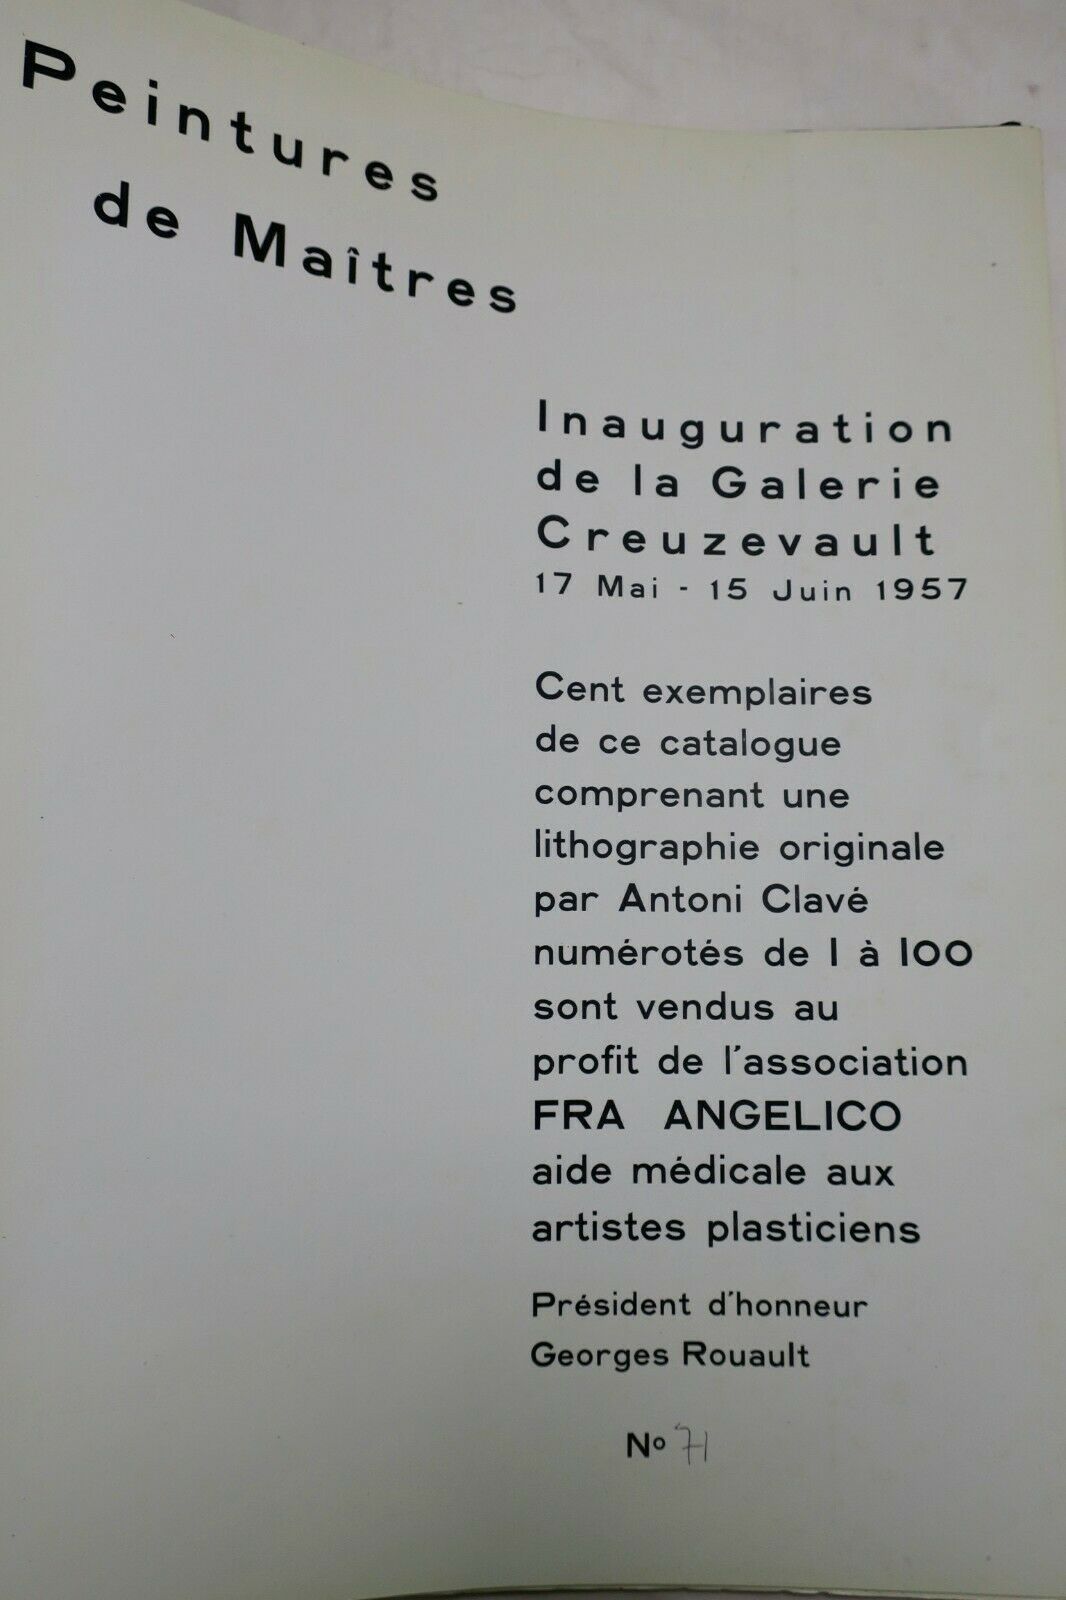 Peintures
de Maîtres
Inauguration
de la Galerie
Creuzevault
17 Mai - 15 Juin 1957
Cent exemplaires
de ce catalogue
comprenant une
lithographie originale
par Antoni Clavé
numérotés de 1 à 100
sont vendus au
profit de l'association
FRA ANGELICO
aide médicale aux
artistes plasticiens
Président d'honneur
Georges Rouault
Nº 71